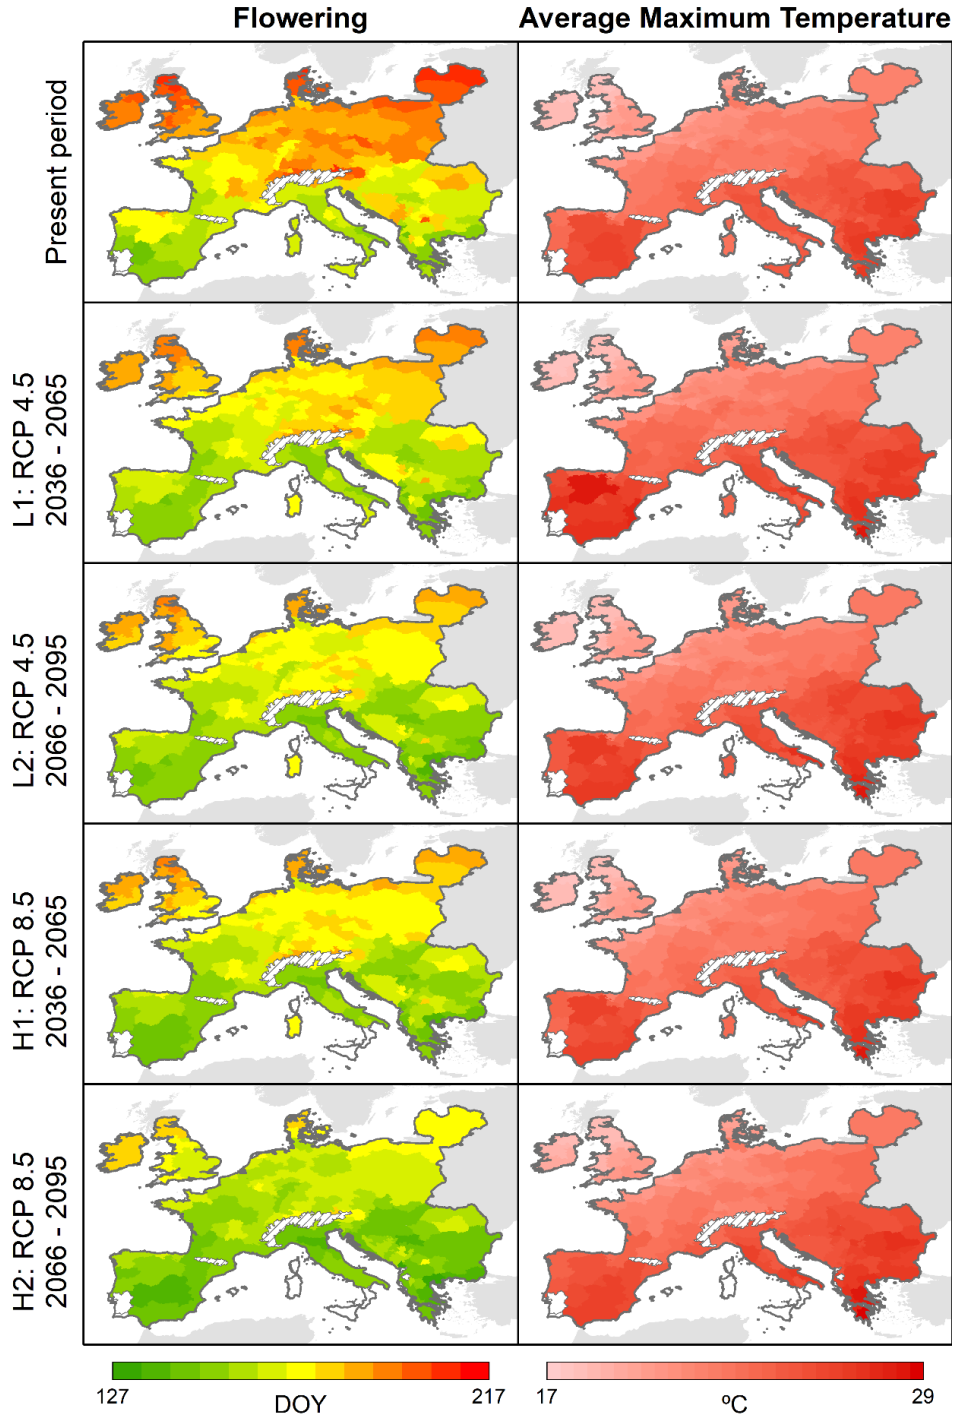 Flowering
Average Maximum Temperature
Present period
L1: RCP 4.5
2036 - 2065
L2: RCP 4.5
2066 - 2095
H1: RCP 8.5
2036 - 2065
H2: RCP 8.5
2066 - 2095
127
DOY
217
17
ºC
29